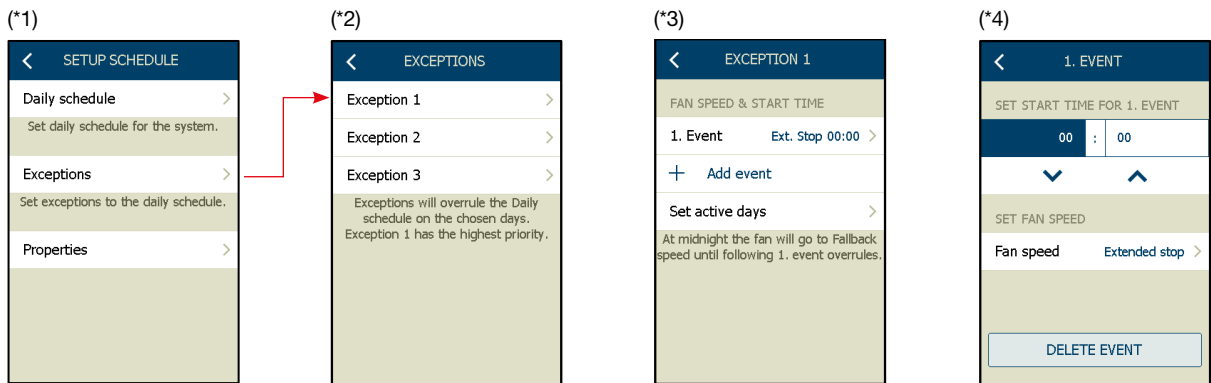 (*1)
SETUP SCHEDULE
Daily schedule
Set daily schedule for the system.
Exceptions
Set exceptions to the daily schedule.
Properties
(*2)
EXCEPTIONS
Exception 1
Exception 2
Exception 3
Exceptions will overrule the Daily
schedule on the chosen days.
Exception 1 has the highest priority.
(*3)
EXCEPTION 1
FAN SPEED & START TIME
1. Event Ext. Stop 00:00
+ Add event
Set active days
At midnight the fan will go to Fallback
speed until following 1. event overrules.
(*4)
1. EVENT
SET START TIME FOR 1. EVENT
00 : 00
SET FAN SPEED
Fan speed Extended stop
DELETE EVENT